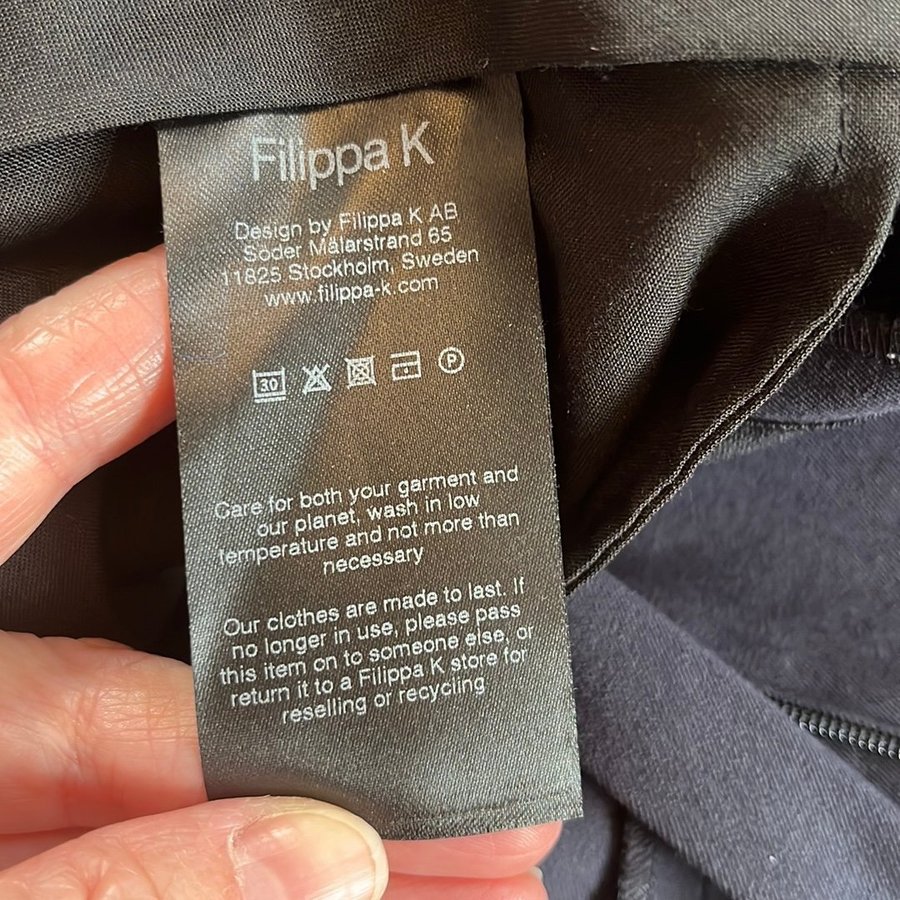 Filippa K
Design by Filippa K AB
Söder Mälarstrand 65
11825 Stockholm, Sweden
www.filippa-k.com
30 P
Care for both your garment and
our planet, wash in low
temperature and not more than
necessary
Our clothes are made to last. If
no longer in use, please pass
this item on to someone else, or
return it to a Filippa K store for
reselling or recycling